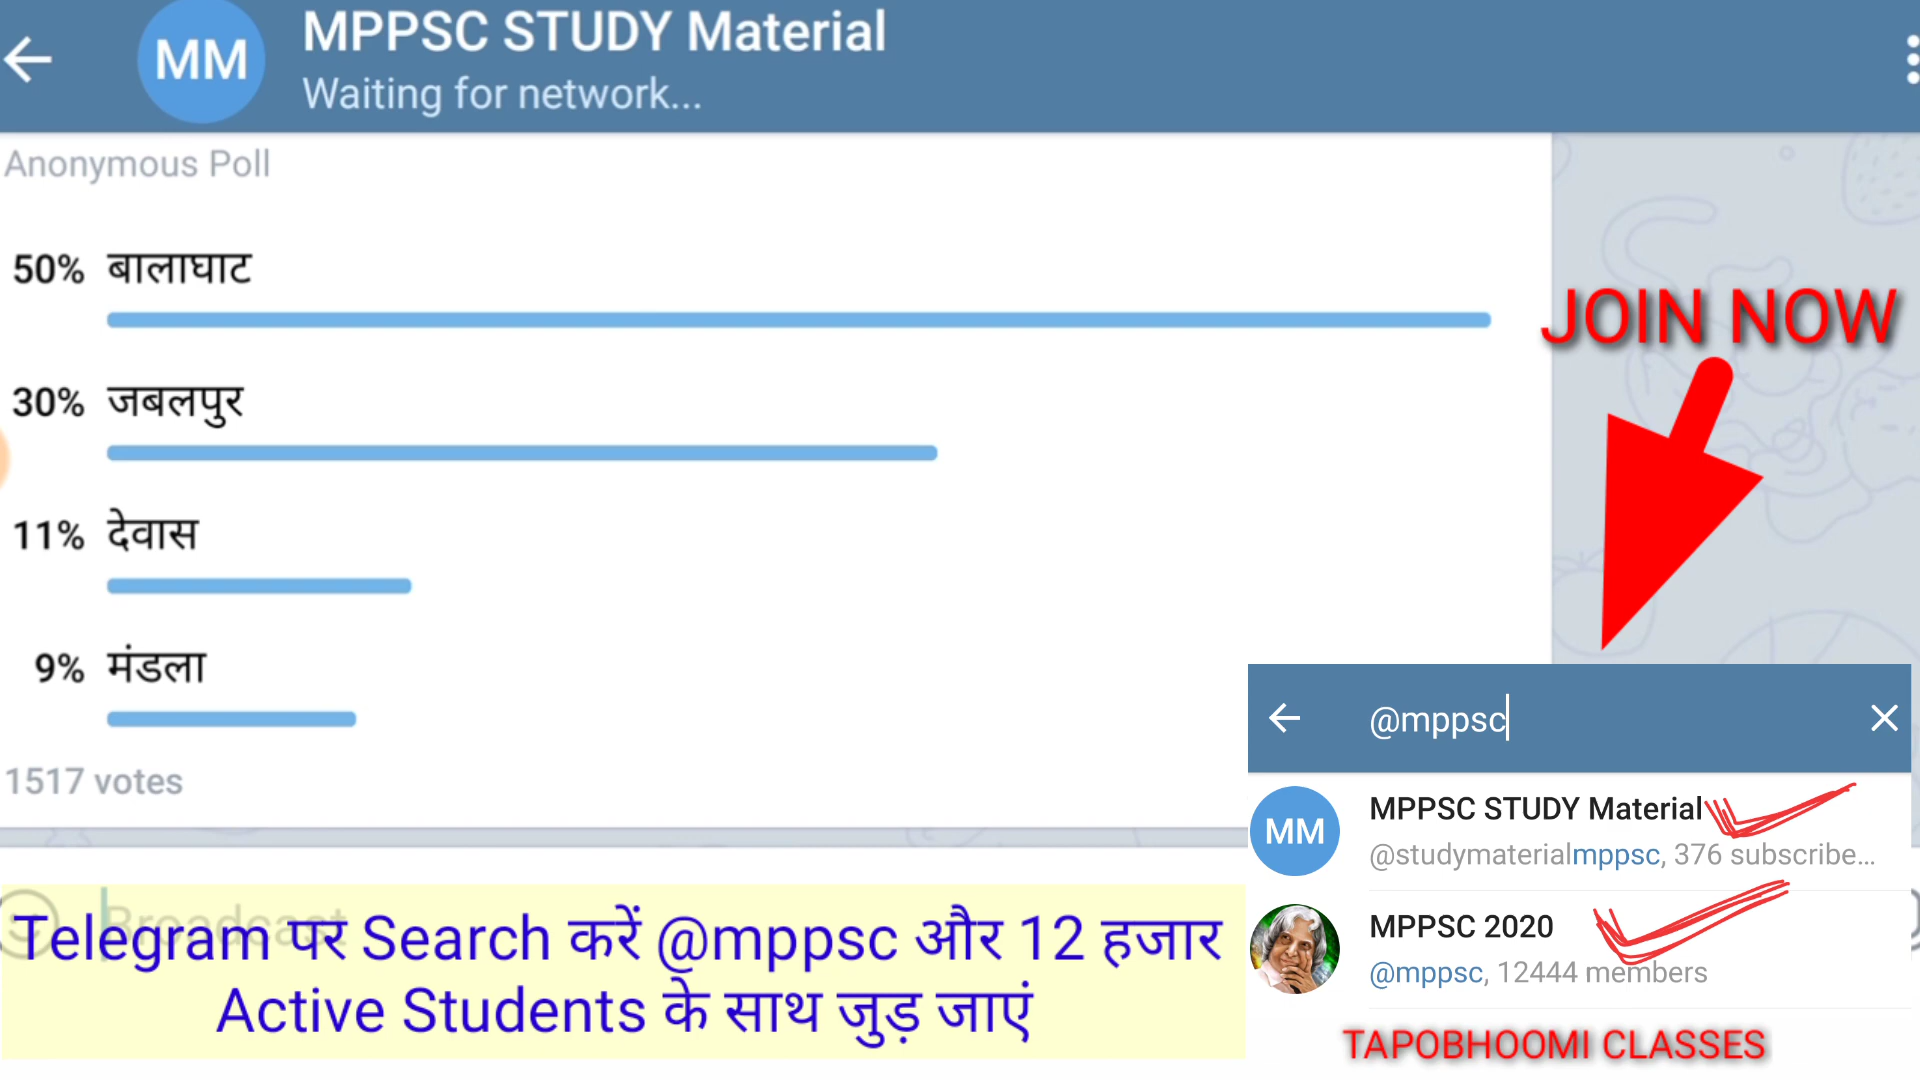 MM
MPPSC STUDY Material
Waiting for network...
Anonymous Poll
50% बालाघाट
30% जबलपुर
11% देवास
9% मंडला
1517 votes
JOIN NOW
@mppsc
MM
MPPSC STUDY Material
@studymaterialmppsc, 376 subscribe...
MPPSC 2020
@mppsc, 12444 members
Broadcast
Telegram पर Search करें @mppsc और 12 हजार
Active Students के साथ जुड़ जाएं
TAPOBHOOMI CLASSES